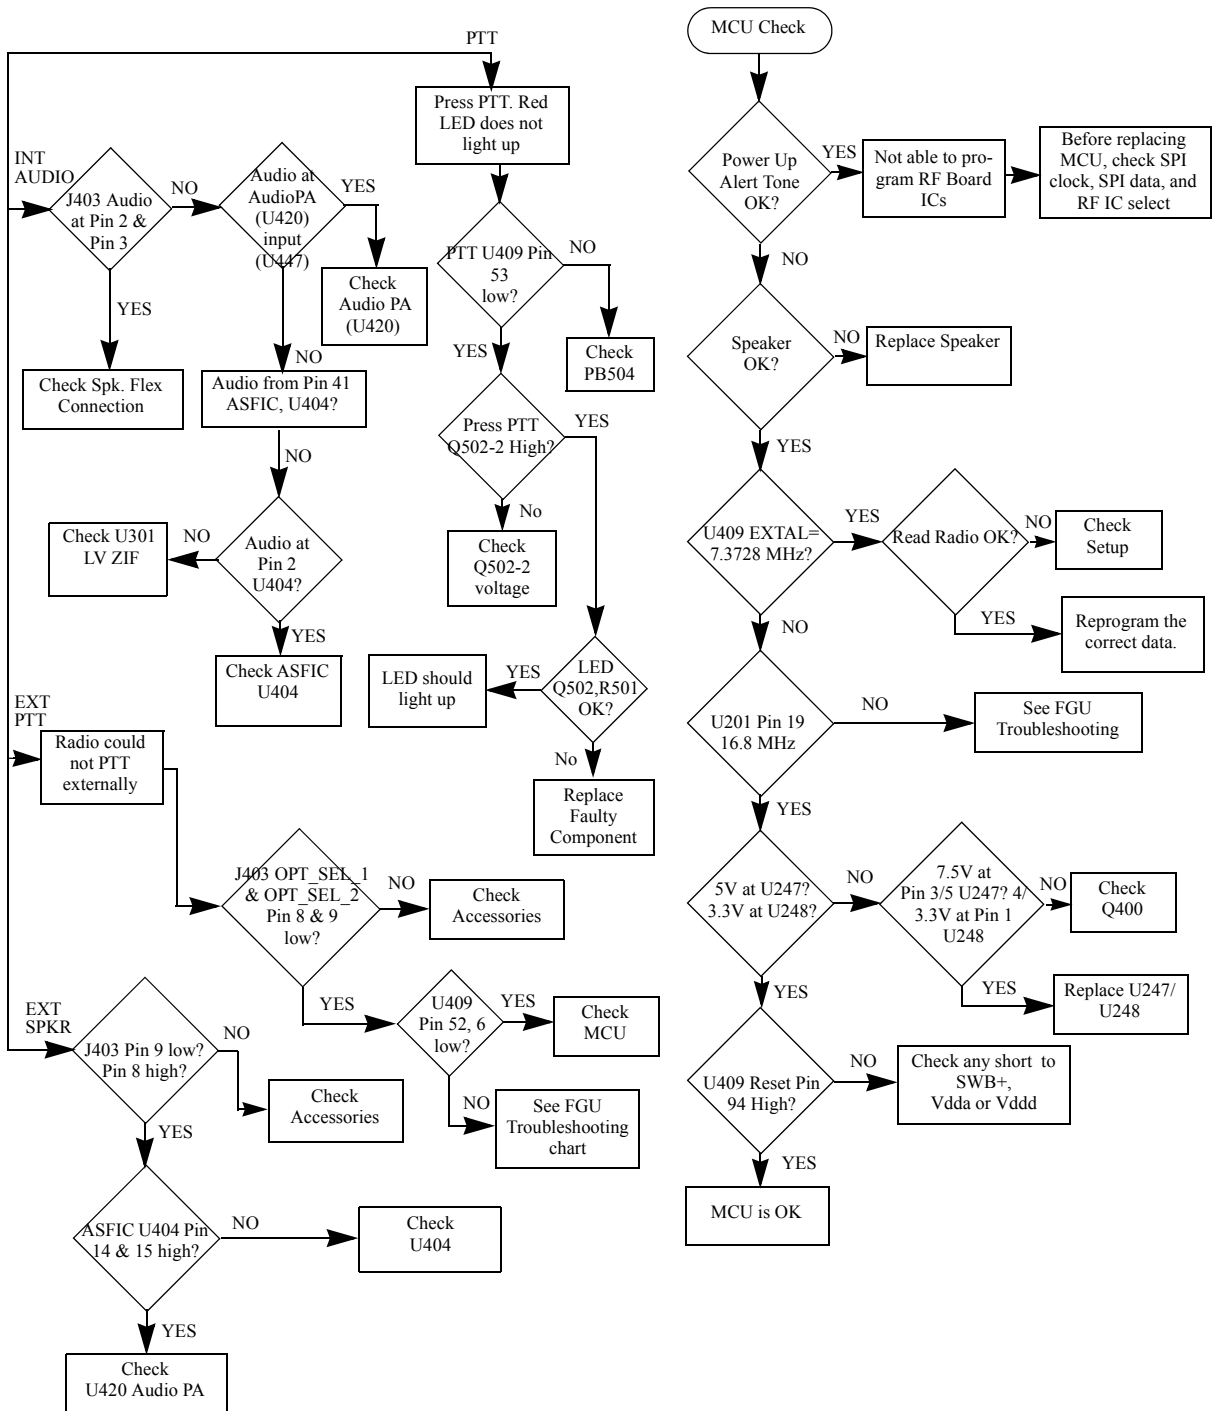 PTT
INT
AUDIO
J403 Audio
at Pin 2 &
Pin 3
NO
YES
Check Spk. Flex
Connection
Audio at
AudioPA
(U420)
input
(U447)
YES
Check
Audio PA
(U420)
NO
Audio from Pin 41
ASFIC, U404?
NO
Audio at
Pin 2
U404?
NO
Check U301
LV ZIF
YES
Check ASFIC
U404
Press PTT. Red
LED does not
light up
PTT U409 Pin
53
low?
NO
Check
PB504
YES
Press PTT
Q502-2 High?
YES
No
Check
Q502-2
voltage
LED
Q502,R501
OK?
YES
LED should
light up
No
Replace
Faulty
Component
EXT
PTT
Radio could
not PTT
externally
J403 OPT_SEL_1
& OPT_SEL_2
Pin 8 & 9
low?
NO
Check
Accessories
YES
U409
Pin 52, 6
low?
YES
Check
MCU
NO
See FGU
Troubleshooting
chart
EXT
SPKR
J403 Pin 9 low?
Pin 8 high?
NO
Check
Accessories
YES
ASFIC U404 Pin
14 & 15 high?
NO
Check
U404
YES
Check
U420 Audio PA
MCU Check
Power Up
Alert Tone
OK?
YES
Not able to pro-
gram RF Board
ICs
Before replacing
MCU, check SPI
clock, SPI data, and
RF IC select
NO
Speaker
OK?
NO
Replace Speaker
YES
U409 EXTAL=
7.3728 MHz?
YES
Read Radio OK?
NO
Check
Setup
YES
Reprogram the
correct data.
NO
U201 Pin 19
16.8 MHz
NO
See FGU
Troubleshooting
YES
5V at U247?
3.3V at U248?
NO
7.5V at
Pin 3/5 U247? 4/
3.3V at Pin 1
U248
NO
Check
Q400
YES
Replace U247/
U248
YES
U409 Reset Pin
94 High?
NO
Check any short to
SWB+,
Vdda or Vddd
YES
MCU is OK